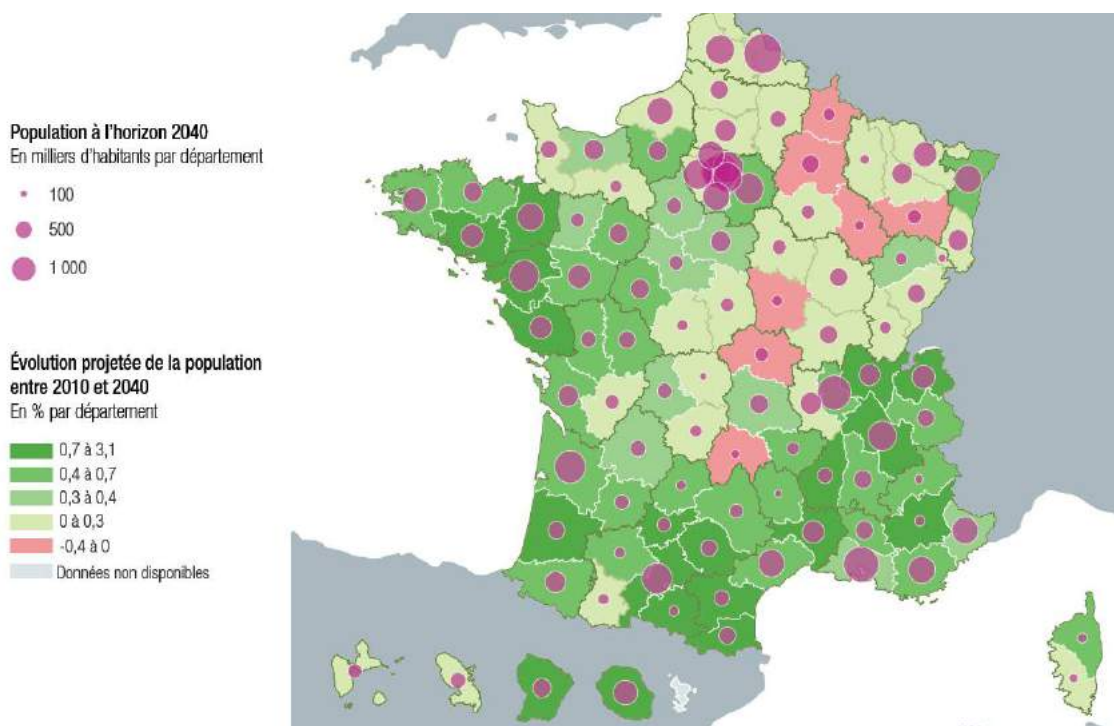 Population à l'horizon 2040
En milliers d'habitants par département
100
500
1 000
Évolution projetée de la population
entre 2010 et 2040
En % par département
0,7 à 3,1
0,4 à 0,7
0,3 à 0,4
0 à 0,3
-0,4 à 0
Données non disponibles